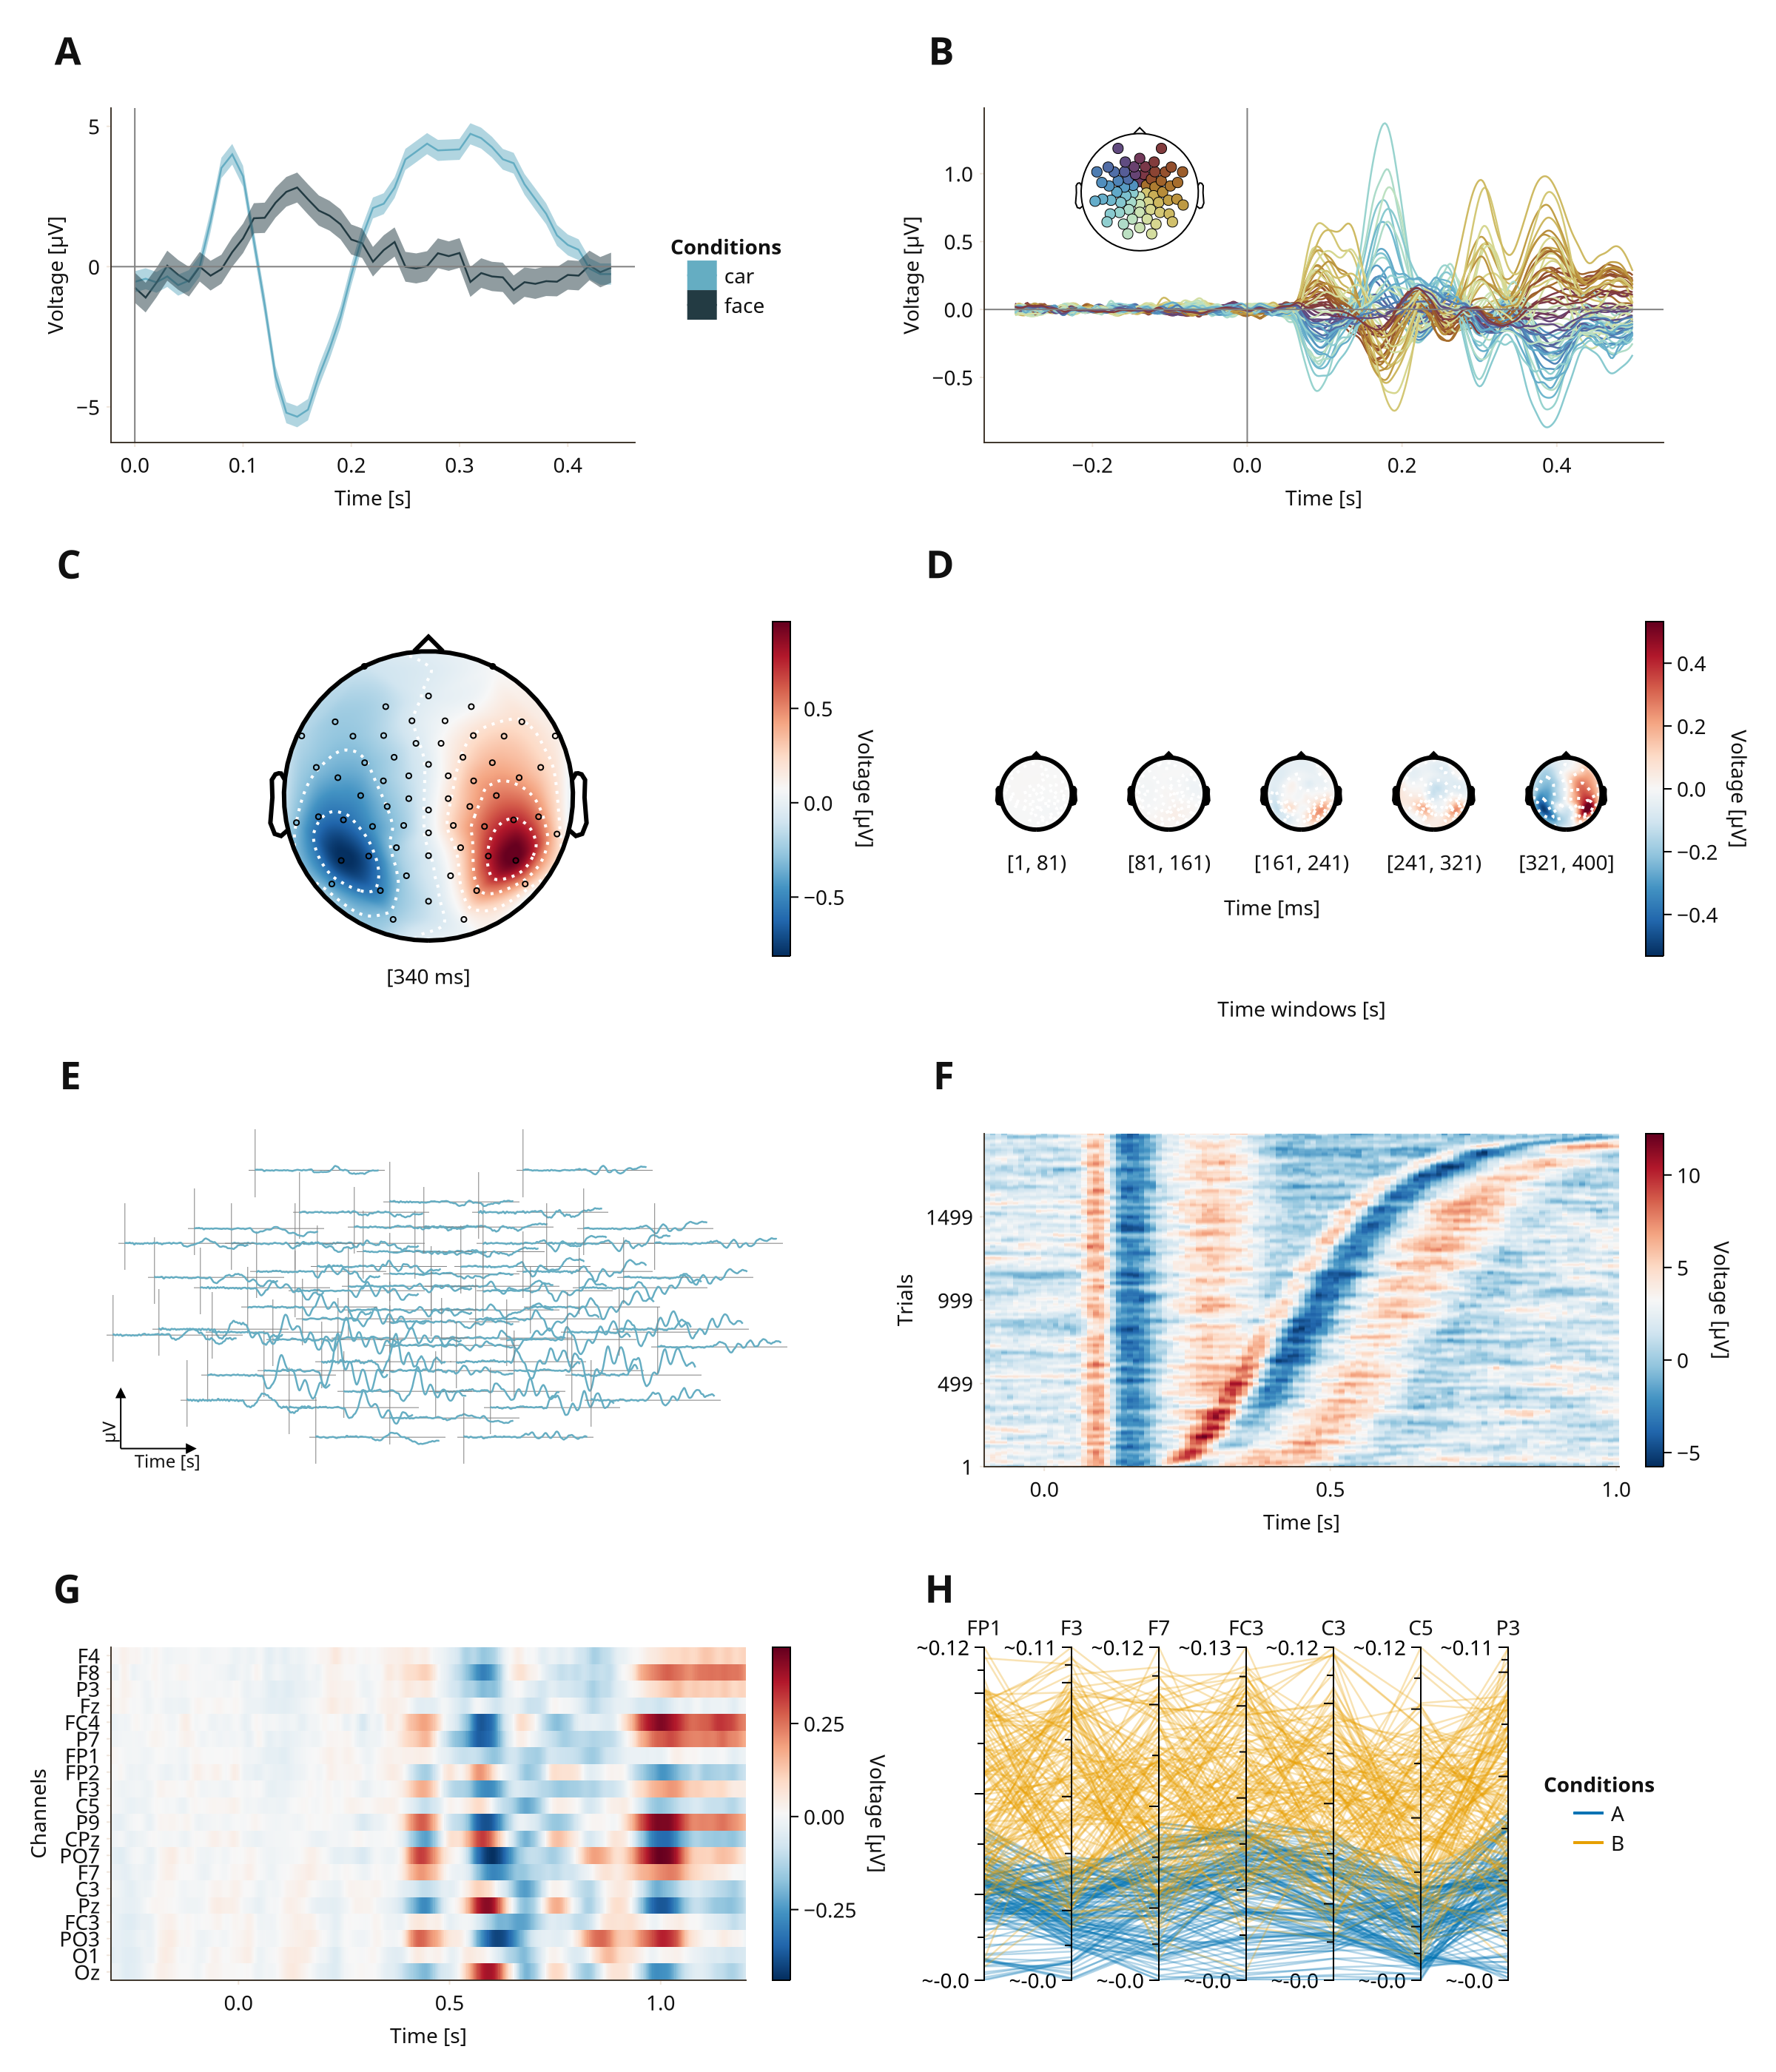 A
5
0
−5
Voltage [µV]
0.0 0.1 0.2 0.3 0.4
Time [s]
Conditions
car
face
B
1.0
0.5
0.0
−0.5
Voltage [µV]
−0.2 0.0 0.2 0.4
Time [s]
C
[340 ms]
0.5
0.0
−0.5
Voltage [µV]
D
[1, 81) [81, 161) [161, 241) [241, 321) [321, 400]
Time [ms]
Time windows [s]
0.4
0.2
0.0
−0.2
−0.4
Voltage [µV]
E
µV
Time [s]
F
1499
999
499
1
Trials
0.0 0.5 1.0
Time [s]
10
5
0
−5
Voltage [µV]
G
F4
F8
P3
Fz
FC4
P7
FP1
FP2
F3
C5
P9
CPz
PO7
F7
C3
Pz
FC3
PO3
O1
Oz
Channels
0.0 0.5 1.0
Time [s]
0.25
0.00
−0.25
Voltage [µV]
H
FP1 F3 F7 FC3 C3 C5 P3
~0.12 ~0.11 ~0.12 ~0.13 ~0.12 ~0.12 ~0.11
~-0.0 ~-0.0 ~-0.0 ~-0.0 ~-0.0 ~-0.0 ~-0.0
Conditions
A
B